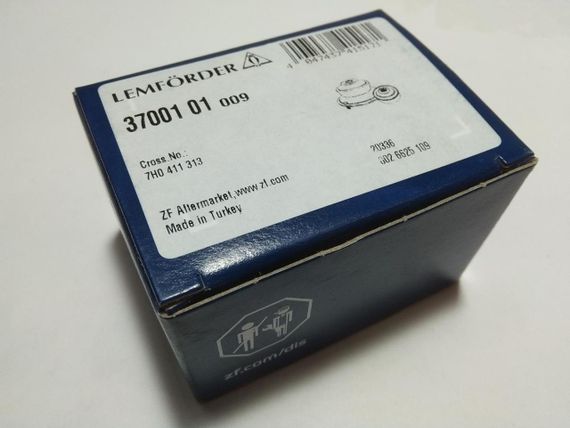 LEMFÖRDER
37001 01 009
Cross.No.:
7H0 411 313
20336
002 6625 109
ZF Aftermarket,www.zf.com
Made in Turkey
zf.com/dis